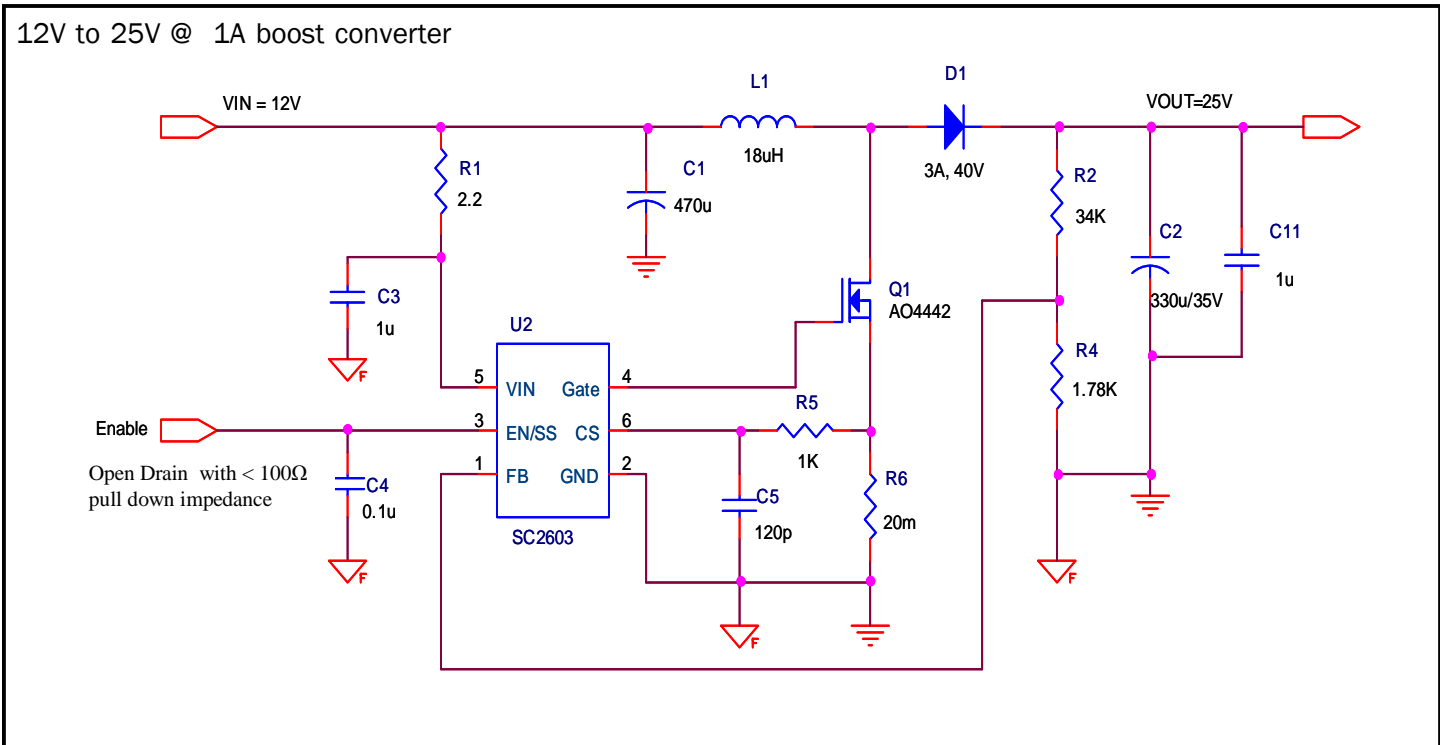 12V to 25V @ 1A boost converter
VIN = 12V
L1
18uH
D1
3A, 40V
VOUT=25V
R1
2.2
C1
470u
R2
34K
C2
330u/35V
C11
1u
C3
1u
F
Q1
AO4442
U2
5
VIN
Gate
4
3
EN/SS
CS
6
1
FB
GND
2
SC2603
Enable
Open Drain with < 100Ω
pull down impedance
C4
0.1u
F
R5
1K
C5
120p
F
R6
20m
R4
1.78K
F